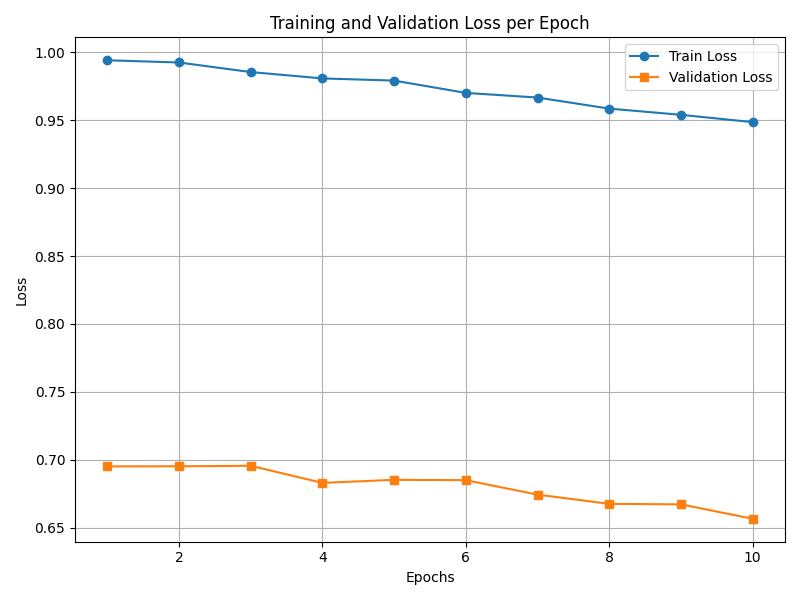 Training and Validation Loss per Epoch
Train Loss
Validation Loss
1.00
0.95
0.90
0.85
0.80
0.75
0.70
0.65
Loss
2 4 6 8 10
Epochs